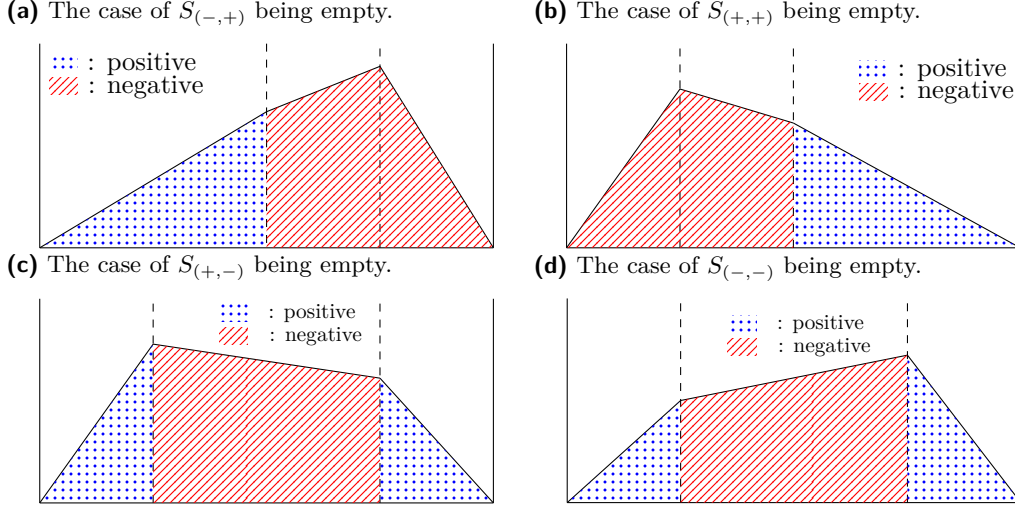 (a) The case of S(−,+) being empty.
: positive
: negative
(b) The case of S(+,+) being empty.
: positive
: negative
(c) The case of S(+,−) being empty.
: positive
: negative
(d) The case of S(−,−) being empty.
: positive
: negative